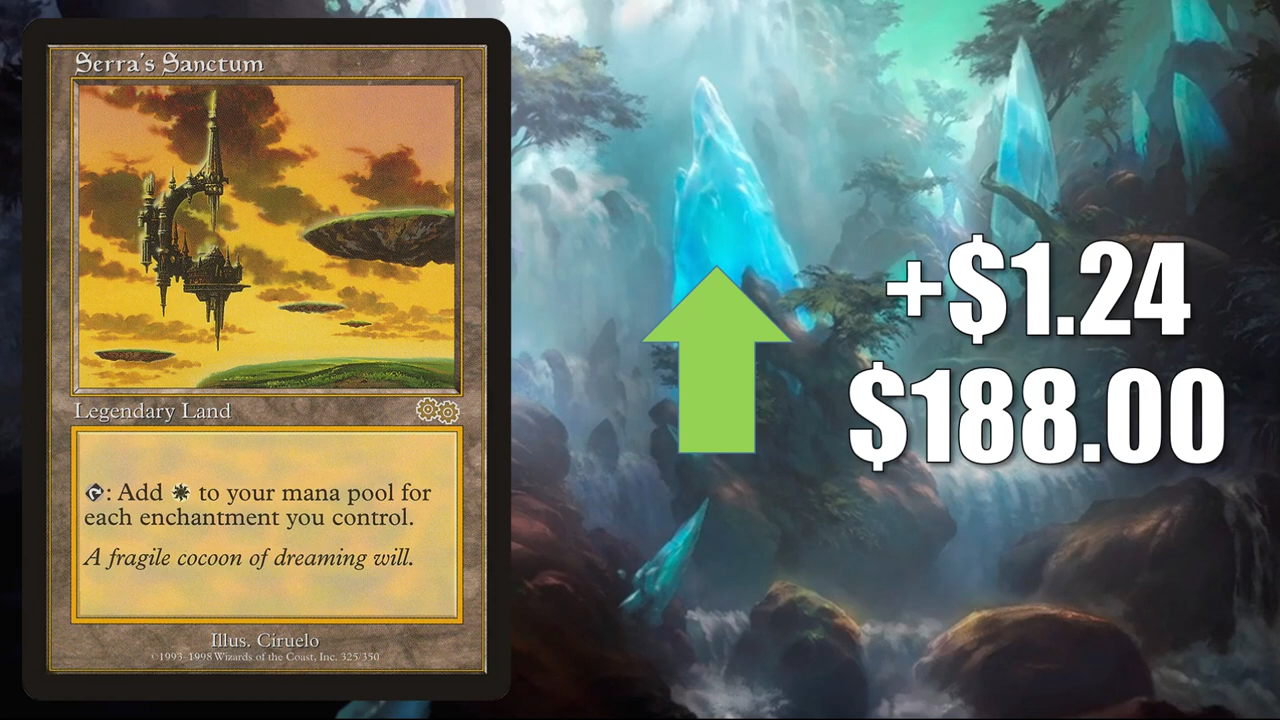 Serra's Sanctum
Legendary Land
: Add to your mana pool for
each enchantment you control.
A fragile cocoon of dreaming will.
Illus. Ciruelo
©1993-1998 Wizards of the Coast, Inc. 325/350
+$1.24
$188.00